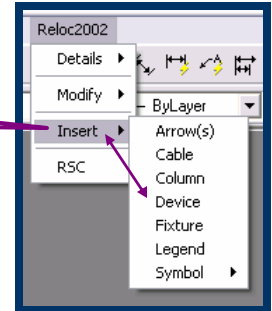 Reloc2002
Details
Modify
– ByLayer
Insert
Arrow(s)
Cable
RSC
Column
Device
Fixture
Legend
Symbol